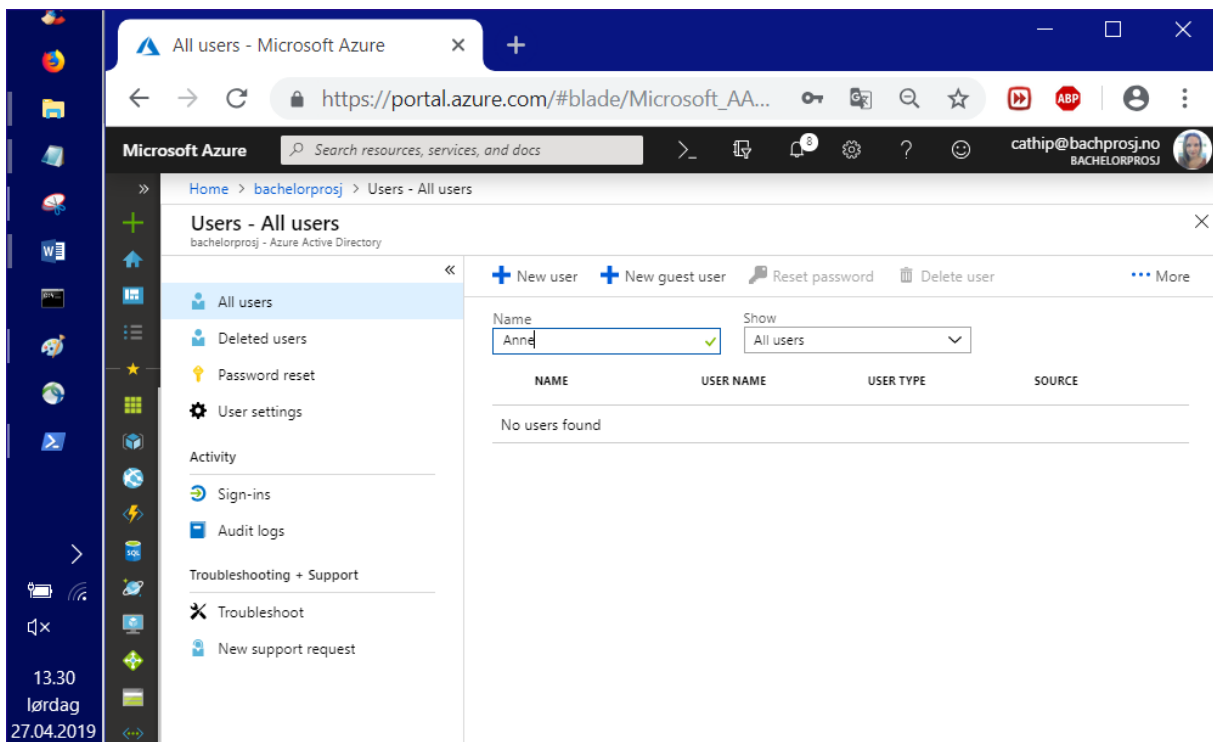 All users - Microsoft Azure
https://portal.azure.com/#blade/Microsoft_AA...
ABP
Microsoft Azure
Search resources, services, and docs
8
cathip@bachprosj.no
BACHELORPROSJ
Home > bachelorprosj > Users - All users
Users - All users
bachelorprosj - Azure Active Directory
All users
Deleted users
Password reset
User settings
Activity
Sign-ins
Audit logs
Troubleshooting + Support
Troubleshoot
New support request
New user
New guest user
Reset password
Delete user
More
Name
Show
Anne
All users
NAME USER NAME USER TYPE SOURCE
No users found
SQL
13.30
lørdag
27.04.2019